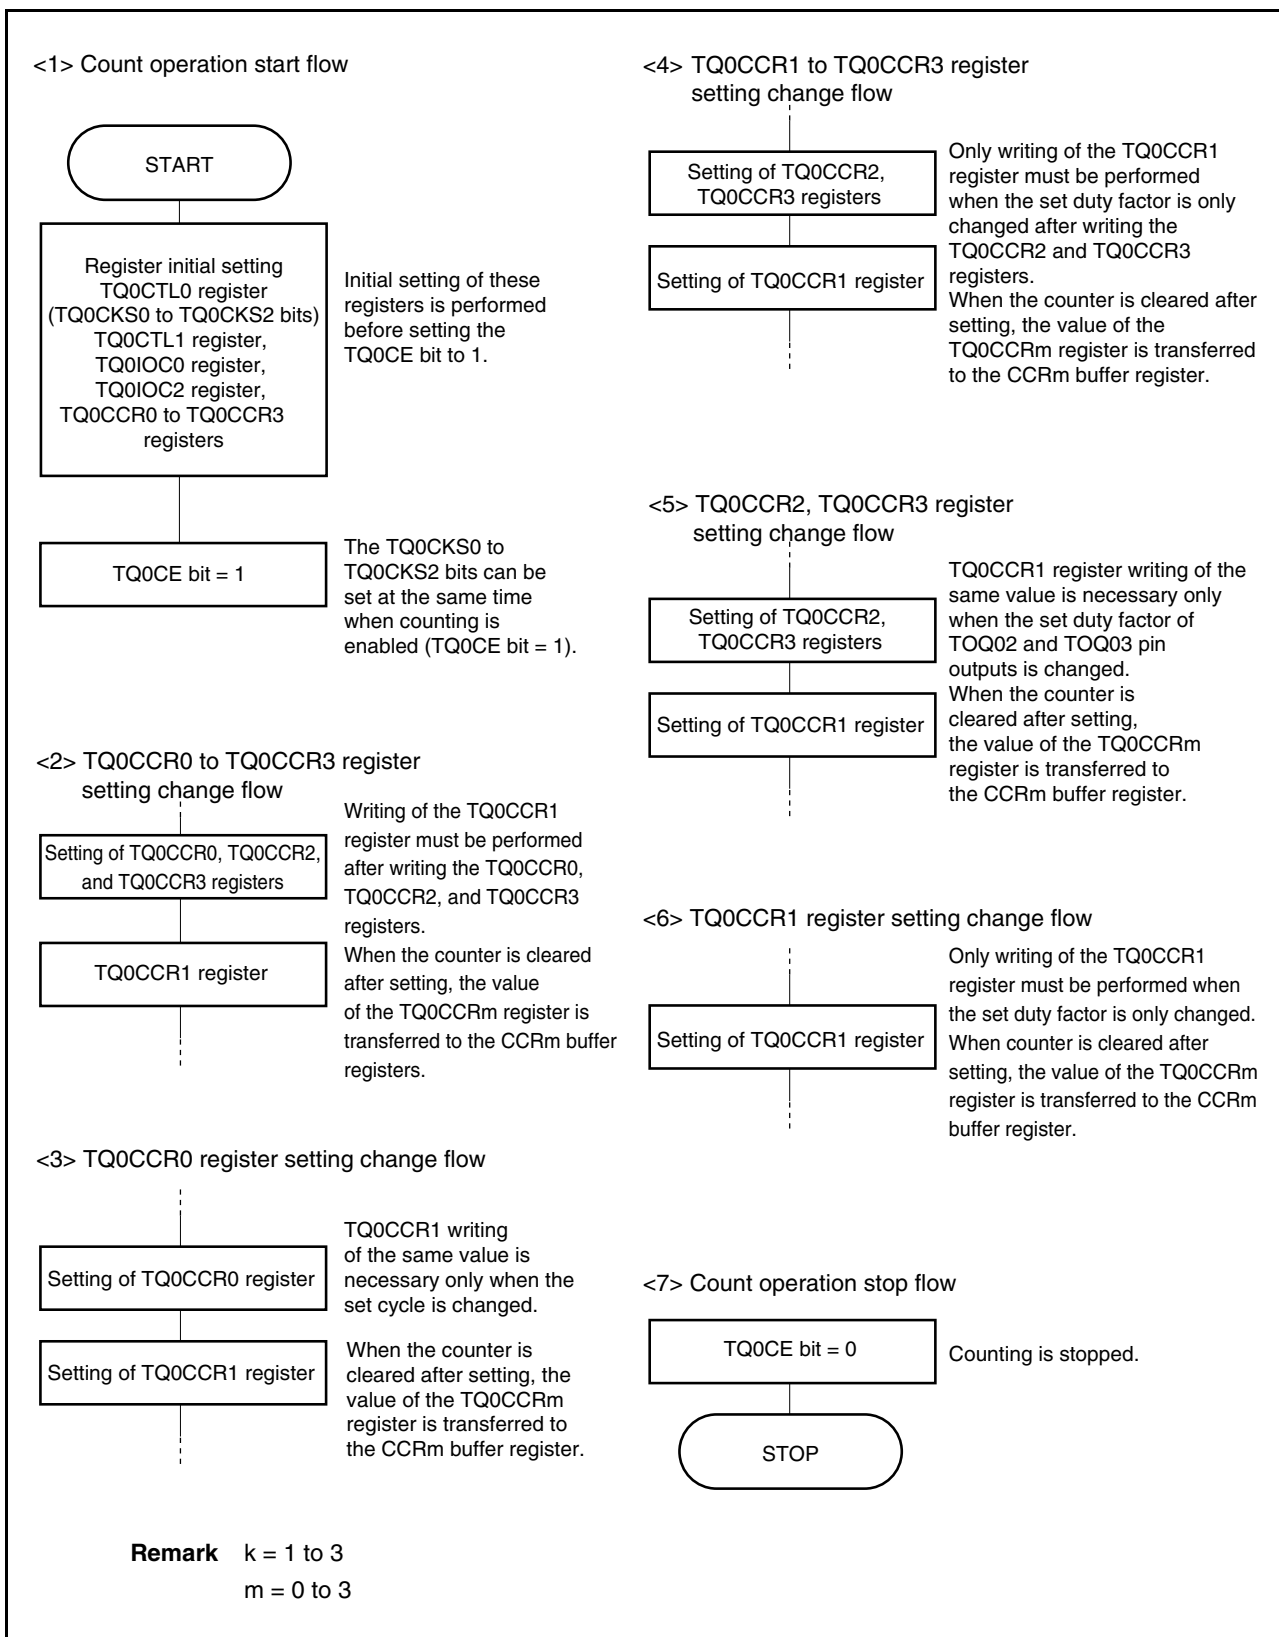 <1> Count operation start flow
START
Register initial setting
TQ0CTL0 register
(TQ0CKS0 to TQ0CKS2 bits)
TQ0CTL1 register,
TQ0IOC0 register,
TQ0IOC2 register,
TQ0CCR0 to TQ0CCR3
registers
Initial setting of these
registers is performed
before setting the
TQ0CE bit to 1.
TQ0CE bit = 1
The TQ0CKS0 to
TQ0CKS2 bits can be
set at the same time
when counting is
enabled (TQ0CE bit = 1).
<2> TQ0CCR0 to TQ0CCR3 register
setting change flow
Setting of TQ0CCR0, TQ0CCR2,
and TQ0CCR3 registers
TQ0CCR1 register
Writing of the TQ0CCR1
register must be performed
after writing the TQ0CCR0,
TQ0CCR2, and TQ0CCR3
registers.
When the counter is cleared
after setting, the value
of the TQ0CCRm register is
transferred to the CCRm buffer
registers.
<3> TQ0CCR0 register setting change flow
Setting of TQ0CCR0 register
TQ0CCR1 writing
of the same value is
necessary only when the
set cycle is changed.
Setting of TQ0CCR1 register
When the counter is
cleared after setting, the
value of the TQ0CCRm
register is transferred to
the CCRm buffer register.
<4> TQ0CCR1 to TQ0CCR3 register
setting change flow
Setting of TQ0CCR2,
TQ0CCR3 registers
Setting of TQ0CCR1 register
Only writing of the TQ0CCR1
register must be performed
when the set duty factor is only
changed after writing the
TQ0CCR2 and TQ0CCR3
registers.
When the counter is cleared after
setting, the value of the
TQ0CCRm register is transferred
to the CCRm buffer register.
<5> TQ0CCR2, TQ0CCR3 register
setting change flow
Setting of TQ0CCR2,
TQ0CCR3 registers
Setting of TQ0CCR1 register
TQ0CCR1 register writing of the
same value is necessary only
when the set duty factor of
TOQ02 and TOQ03 pin
outputs is changed.
When the counter is
cleared after setting,
the value of the TQ0CCRm
register is transferred to
the CCRm buffer register.
<6> TQ0CCR1 register setting change flow
Setting of TQ0CCR1 register
Only writing of the TQ0CCR1
register must be performed when
the set duty factor is only changed.
When counter is cleared after
setting, the value of the TQ0CCRm
register is transferred to the CCRm
buffer register.
<7> Count operation stop flow
TQ0CE bit = 0
Counting is stopped.
STOP
Remark k = 1 to 3
m = 0 to 3